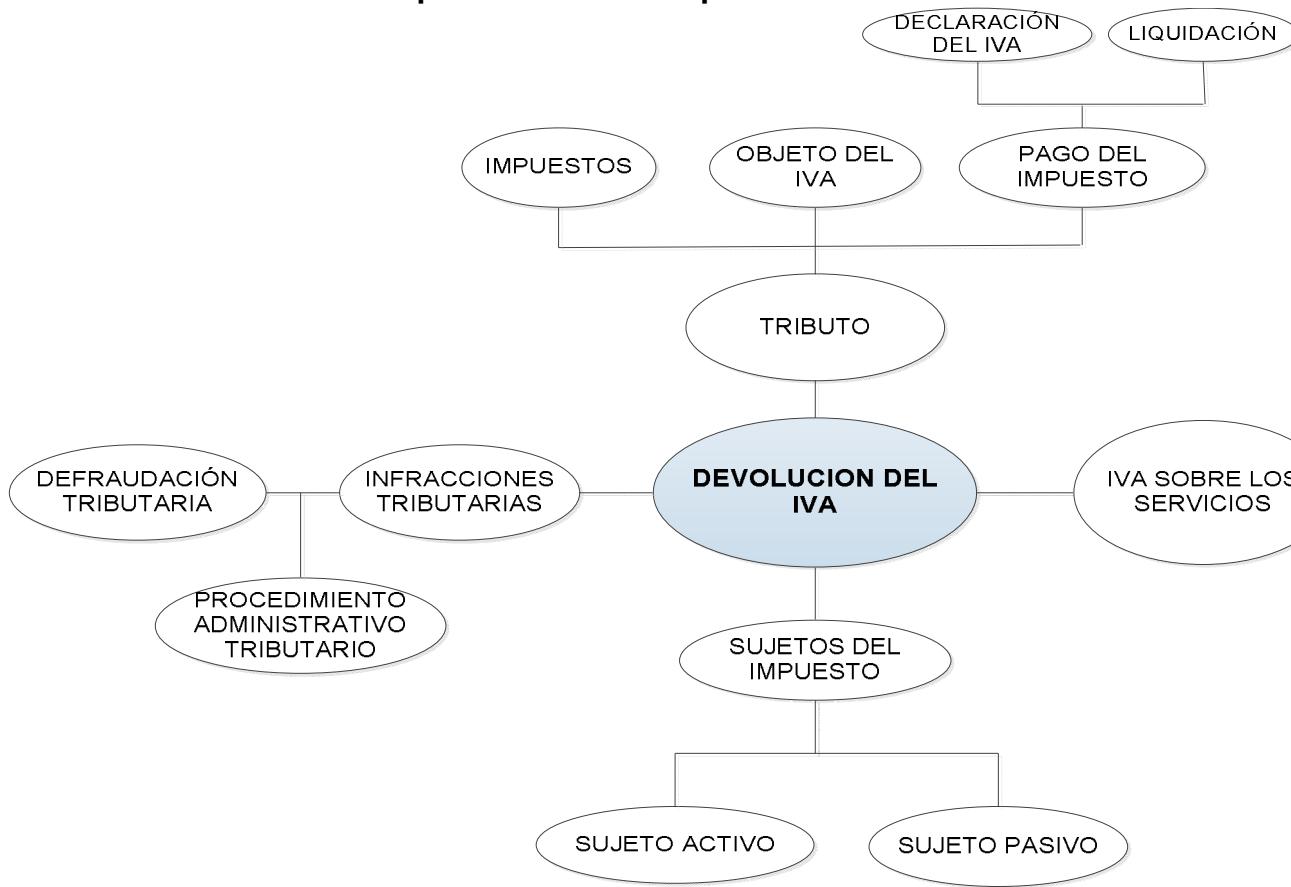 DECLARACIÓN
DEL IVA
LIQUIDACIÓN
IMPUESTOS
OBJETO DEL
IVA
PAGO DEL
IMPUESTO
TRIBUTO
DEFRAUDACIÓN
TRIBUTARIA
INFRACCIONES
TRIBUTARIAS
DEVOLUCION DEL
IVA
IVA SOBRE LOS
SERVICIOS
PROCEDIMIENTO
ADMINISTRATIVO
TRIBUTARIO
SUJETOS DEL
IMPUESTO
SUJETO ACTIVO
SUJETO PASIVO